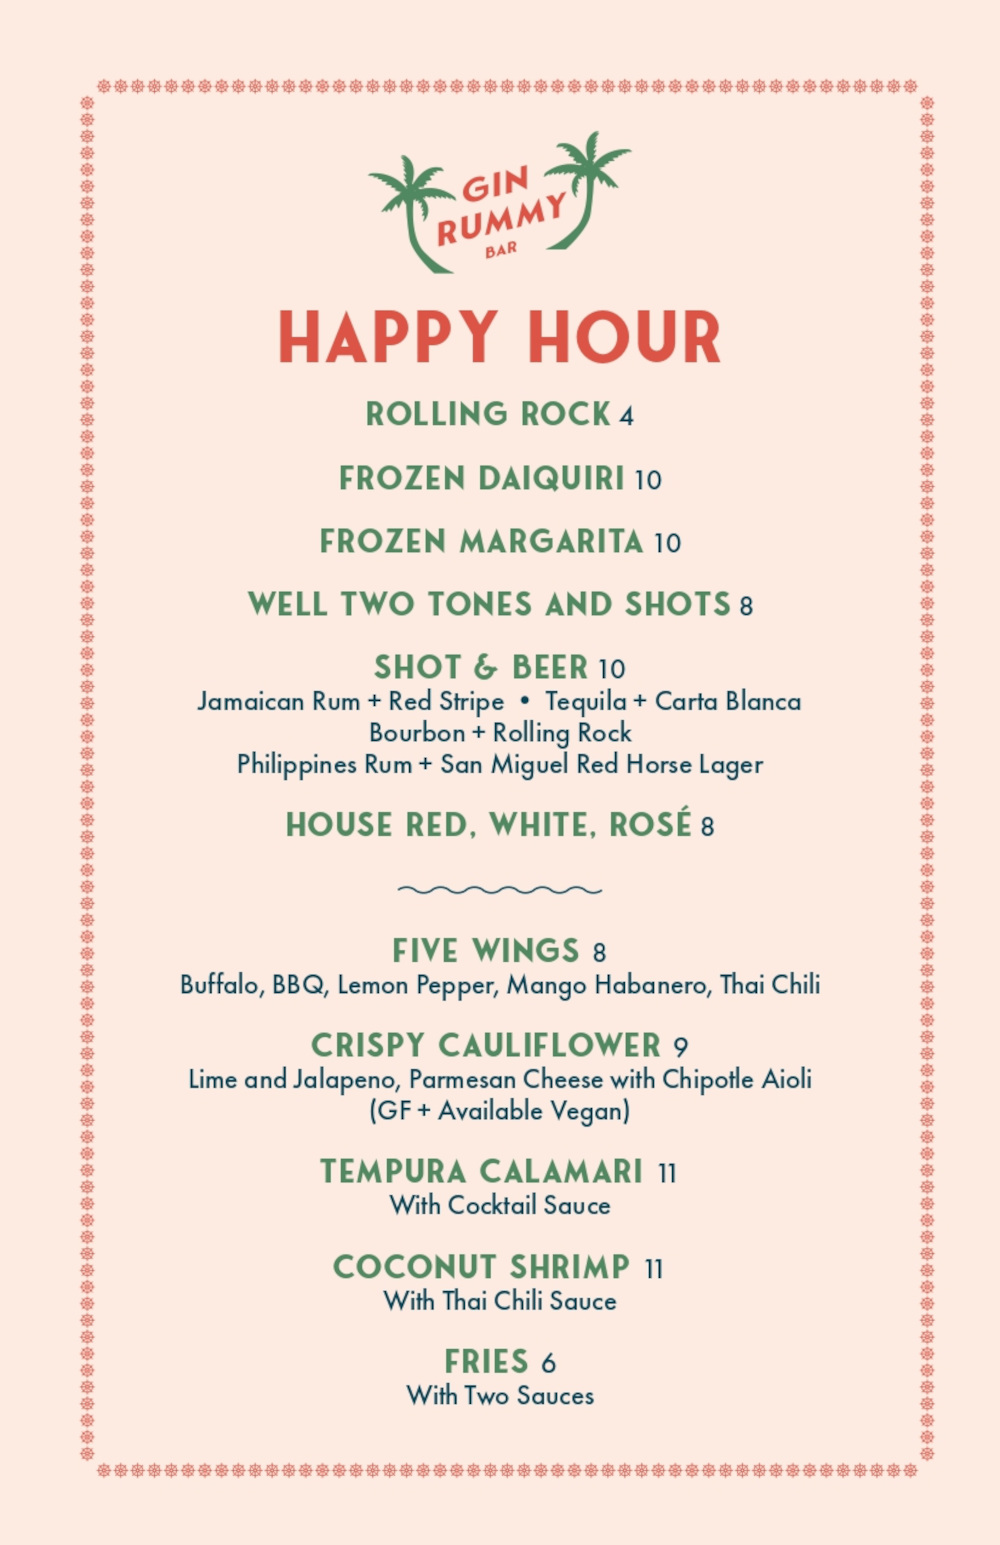 GIN
RUMMY
BAR
HAPPY HOUR
ROLLING ROCK 4
FROZEN DAIQUIRI 10
FROZEN MARGARITA 10
WELL TWO TONES AND SHOTS 8
SHOT & BEER 10
Jamaican Rum + Red Stripe • Tequila + Carta Blanca
Bourbon + Rolling Rock
Philippines Rum + San Miguel Red Horse Lager
HOUSE RED, WHITE, ROSÉ 8
FIVE WINGS 8
Buffalo, BBQ, Lemon Pepper, Mango Habanero, Thai Chili
CRISPY CAULIFLOWER 9
Lime and Jalapeno, Parmesan Cheese with Chipotle Aioli
(GF + Available Vegan)
TEMPURA CALAMARI 11
With Cocktail Sauce
COCONUT SHRIMP 11
With Thai Chili Sauce
FRIES 6
With Two Sauces